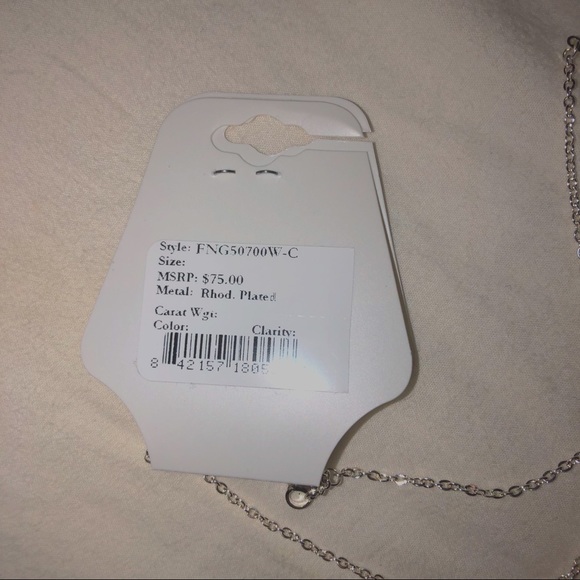 Style: FNG50700W-C
Size:
MSRP: $75.00
Metal: Rhod. Plated
Carat Wgt:
Color: Clarity:
8 42157 1805